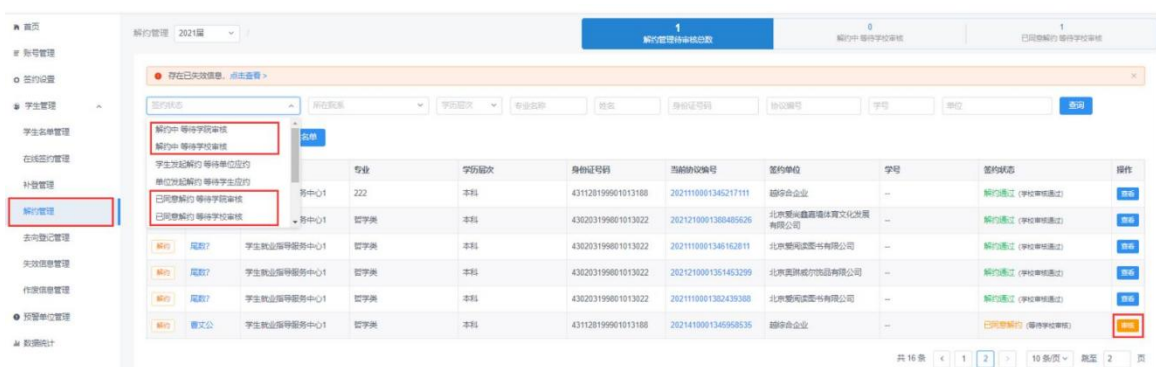 首页
账号管理
签约设置
学生管理
学生名单管理
在线签约管理
补登管理
解约管理
去向登记管理
失效信息管理
作废信息管理
预警单位管理
数据统计
解约管理 2021届 /
1
解约管理待审核总数
0
解约中 等待学校审核
1
已同意解约 等待学校审核
存在已失效信息，点击查看 >
签约状态 所在院系 学历层次 专业名称 姓名 身份证号码 协议编号 学号 单位 查询
解约中 等待学院审核
解约中 等待学校审核
学生发起解约 等待单位应约
单位发起解约 等待学生应约
已同意解约 等待学院审核
已同意解约 等待学校审核
名单
专业 学历层次 身份证号码 当前协议编号 签约单位 学号 签约状态 操作
务中心1 222 本科 431128199901013188 2021110001345217111 超综合企业 -- 解约通过 (学校审核通过) 查看
务中心1 哲学类 本科 430203199801013022 2021210001388485626 北京爱尚鑫嘉禧体育文化发展有限公司 -- 解约通过 (学校审核通过) 查看
解约 尾数? 学生就业指导服务中心1 哲学类 本科 430203199801013022 2021110001346162811 北京爱阅读图书有限公司 -- 解约通过 (学校审核通过) 查看
解约 尾数? 学生就业指导服务中心1 哲学类 本科 430203199801013022 2021210001351453299 北京奥琪威尔饰品有限公司 -- 解约通过 (学校审核通过) 查看
解约 尾数? 学生就业指导服务中心1 哲学类 本科 430203199801013022 2021110001382439388 北京爱阅读图书有限公司 -- 解约通过 (学校审核通过) 查看
解约 曹文公 学生就业指导服务中心1 哲学类 本科 431128199901013188 2021410001345958535 超综合企业 -- 已同意解约 (等待学校审核) 审核
共 16 条 < 1 2 > 10 条/页 跳至 2 页